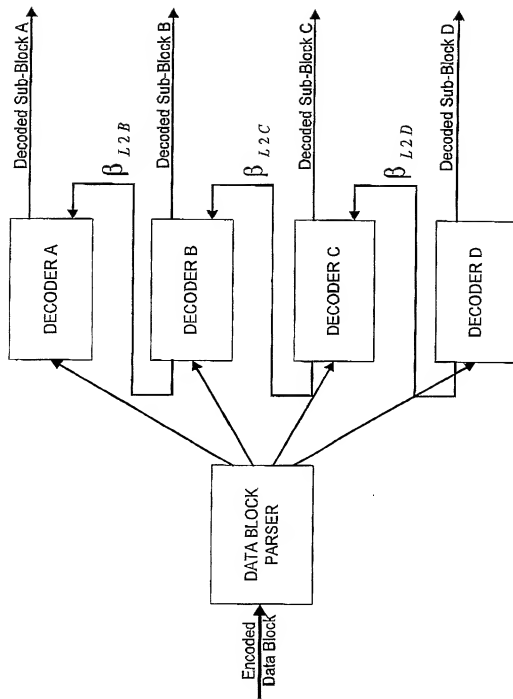 Encoded
Data Block
DATA BLOCK
PARSER
DECODER A
DECODER B
DECODER C
DECODER D
β L2B
β L2C
β L2D
Decoded Sub-Block A
Decoded Sub-Block B
Decoded Sub-Block C
Decoded Sub-Block D